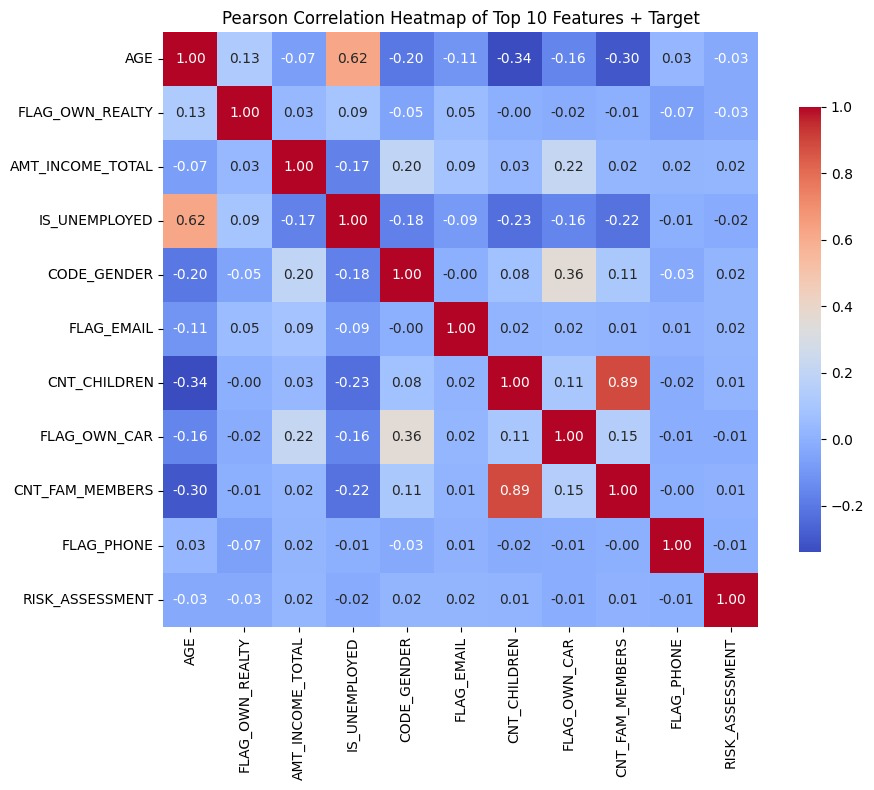 Pearson Correlation Heatmap of Top 10 Features + Target
AGE 1.00 0.13 -0.07 0.62 -0.20 -0.11 -0.34 -0.16 -0.30 0.03 -0.03
FLAG_OWN_REALTY 0.13 1.00 0.03 0.09 -0.05 0.05 -0.00 -0.02 -0.01 -0.07 -0.03
AMT_INCOME_TOTAL -0.07 0.03 1.00 -0.17 0.20 0.09 0.03 0.22 0.02 0.02 0.02
IS_UNEMPLOYED 0.62 0.09 -0.17 1.00 -0.18 -0.09 -0.23 -0.16 -0.22 -0.01 -0.02
CODE_GENDER -0.20 -0.05 0.20 -0.18 1.00 -0.00 0.08 0.36 0.11 -0.03 0.02
FLAG_EMAIL -0.11 0.05 0.09 -0.09 -0.00 1.00 0.02 0.02 0.01 0.01 0.02
CNT_CHILDREN -0.34 -0.00 0.03 -0.23 0.08 0.02 1.00 0.11 0.89 -0.02 0.01
FLAG_OWN_CAR -0.16 -0.02 0.22 -0.16 0.36 0.02 0.11 1.00 0.15 -0.01 -0.01
CNT_FAM_MEMBERS -0.30 -0.01 0.02 -0.22 0.11 0.01 0.89 0.15 1.00 -0.00 0.01
FLAG_PHONE 0.03 -0.07 0.02 -0.01 -0.03 0.01 -0.02 -0.01 -0.00 1.00 -0.01
RISK_ASSESSMENT -0.03 -0.03 0.02 -0.02 0.02 0.02 0.01 -0.01 0.01 -0.01 1.00
AGE
FLAG_OWN_REALTY
AMT_INCOME_TOTAL
IS_UNEMPLOYED
CODE_GENDER
FLAG_EMAIL
CNT_CHILDREN
FLAG_OWN_CAR
CNT_FAM_MEMBERS
FLAG_PHONE
RISK_ASSESSMENT
1.0
0.8
0.6
0.4
0.2
0.0
−0.2